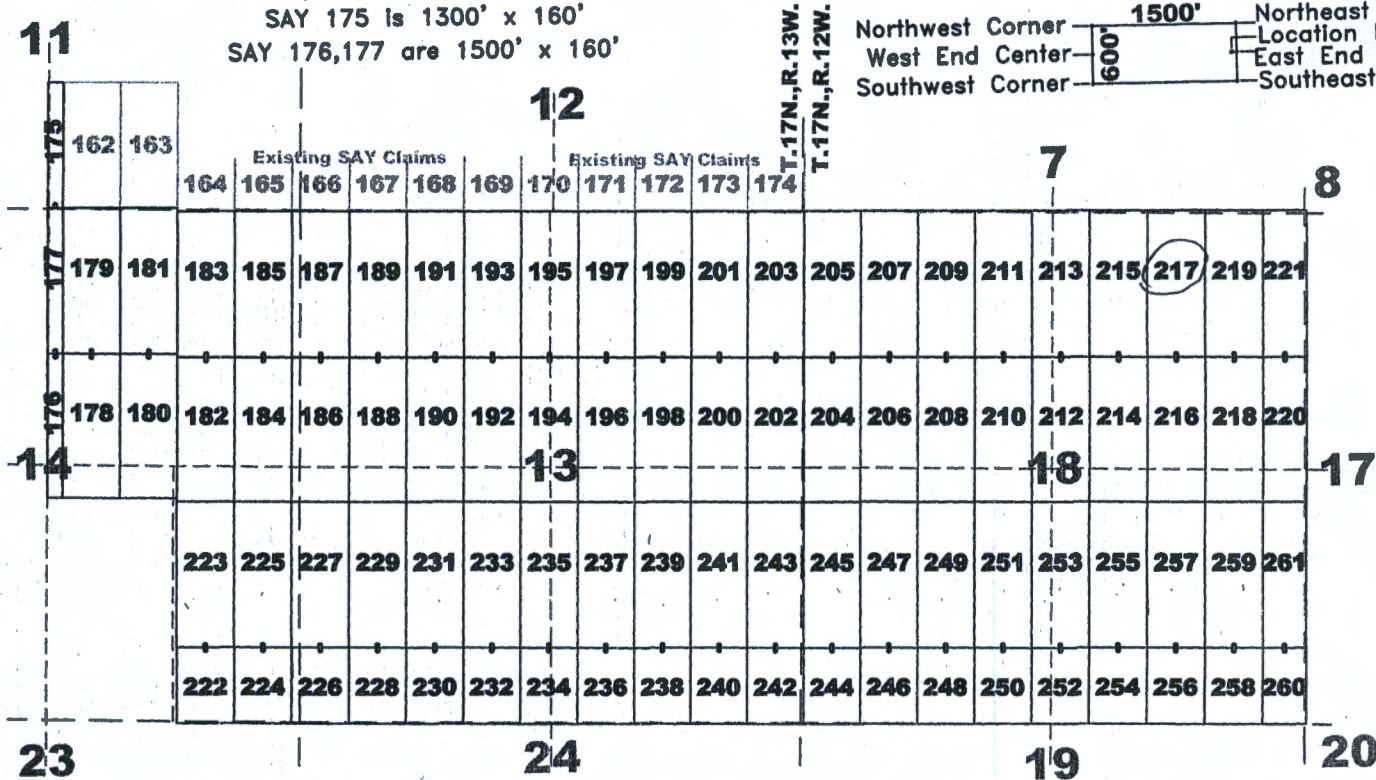 SAY 175 is 1300' x 160'
SAY 176,177 are 1500' x 160'
T.17N.,R.13W.
T.17N.,R.12W.
1500'
600'
Northwest Corner
West End Center
Southwest Corner
Northeast
Location
East End
Southeast
11
12
7
8
Existing SAY Claims
Existing SAY Claims
175 162 163
164 165 166 167 168 169 170 171 172 173 174
177 179 181 183 185 187 189 191 193 195 197 199 201 203 205 207 209 211 213 215 217 219 221
176 178 180 182 184 186 188 190 192 194 196 198 200 202 204 206 208 210 212 214 216 218 220
14 13 18 17
223 225 227 229 231 233 235 237 239 241 243 245 247 249 251 253 255 257 259 261
222 224 226 228 230 232 234 236 238 240 242 244 246 248 250 252 254 256 258 260
23 24 19 20